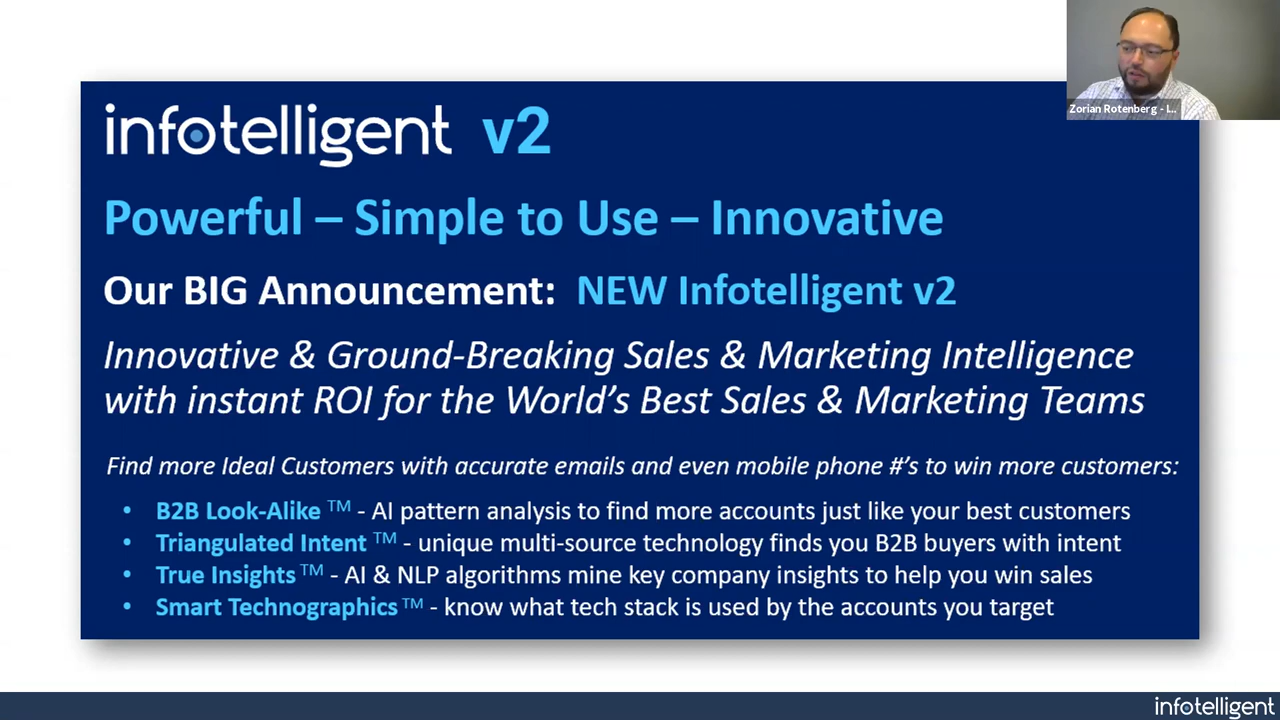 infotelligent v2
Zorian Rotenberg - I...
Powerful – Simple to Use – Innovative
Our BIG Announcement: NEW Infotelligent v2
Innovative & Ground-Breaking Sales & Marketing Intelligence
with instant ROI for the World's Best Sales & Marketing Teams
Find more Ideal Customers with accurate emails and even mobile phone #'s to win more customers:
• B2B Look-Alike ™ - AI pattern analysis to find more accounts just like your best customers
• Triangulated Intent ™ - unique multi-source technology finds you B2B buyers with intent
• True Insights™ - AI & NLP algorithms mine key company insights to help you win sales
• Smart Technographics™ - know what tech stack is used by the accounts you target
infotelligent